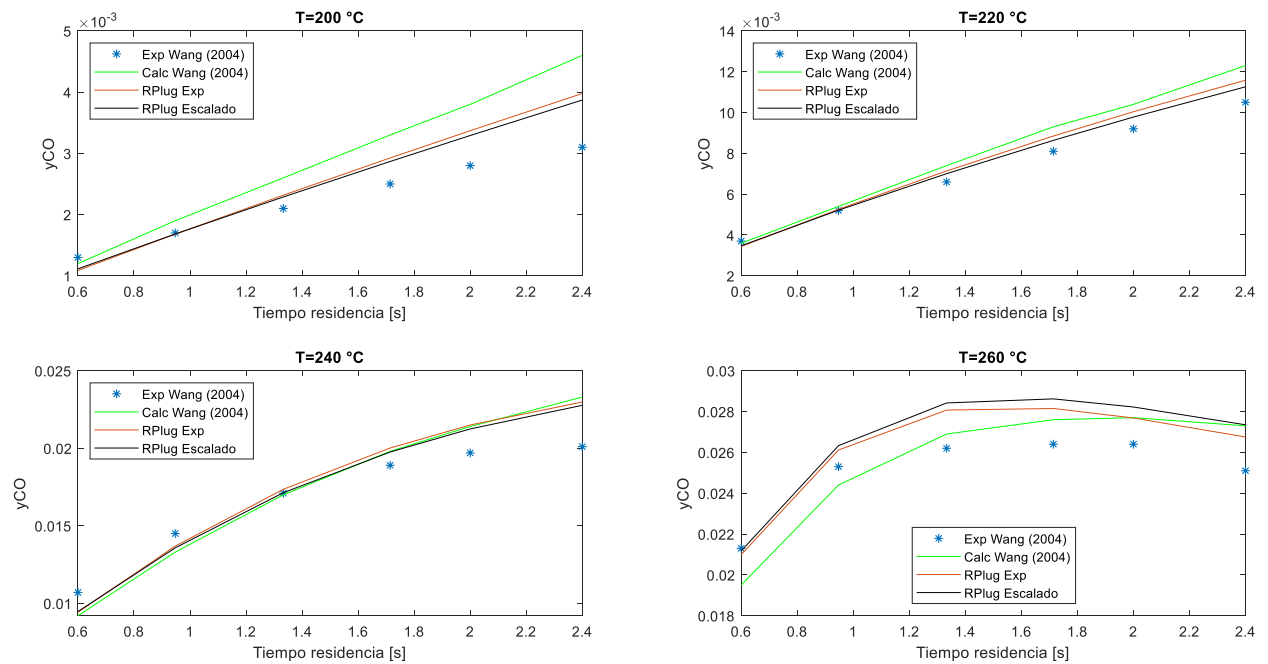 T=200 °C
×10⁻³
5
4
3
2
1
yCO
0.6 0.8 1 1.2 1.4 1.6 1.8 2 2.2 2.4
Tiempo residencia [s]
Exp Wang (2004)
Calc Wang (2004)
RPlug Exp
RPlug Escalado
T=220 °C
×10⁻³
14
12
10
8
6
4
2
yCO
0.6 0.8 1 1.2 1.4 1.6 1.8 2 2.2 2.4
Tiempo residencia [s]
Exp Wang (2004)
Calc Wang (2004)
RPlug Exp
RPlug Escalado
T=240 °C
0.025
0.02
0.015
0.01
yCO
0.6 0.8 1 1.2 1.4 1.6 1.8 2 2.2 2.4
Tiempo residencia [s]
Exp Wang (2004)
Calc Wang (2004)
RPlug Exp
RPlug Escalado
T=260 °C
0.03
0.028
0.026
0.024
0.022
0.02
0.018
yCO
0.6 0.8 1 1.2 1.4 1.6 1.8 2 2.2 2.4
Tiempo residencia [s]
Exp Wang (2004)
Calc Wang (2004)
RPlug Exp
RPlug Escalado